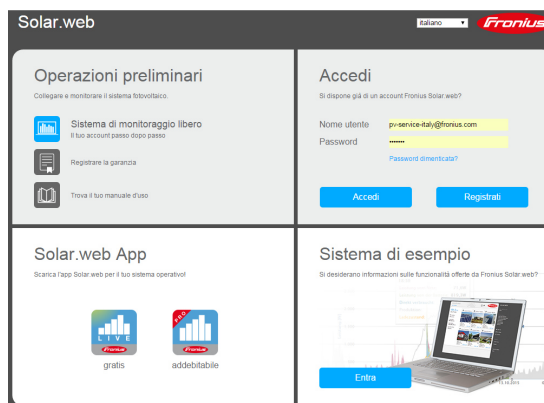 Solar.web
italiano
Fronius
Operazioni preliminari
Collegare e monitorare il sistema fotovoltaico.
Sistema di monitoraggio libero
Il tuo account passo dopo passo
Registrare la garanzia
Trova il tuo manuale d'uso
Accedi
Si dispone già di un account Fronius Solar.web?
Nome utente
pv-service-italy@fronius.com
Password
•••••••
Password dimenticata?
Accedi
Registrati
Solar.web App
Scarica l'app Solar.web per il tuo sistema operativo!
LIVE
Fronius
gratis
PRO
Fronius
addebitabile
Sistema di esempio
Si desiderano informazioni sulle funzionalità offerte da Fronius Solar.web?
Entra